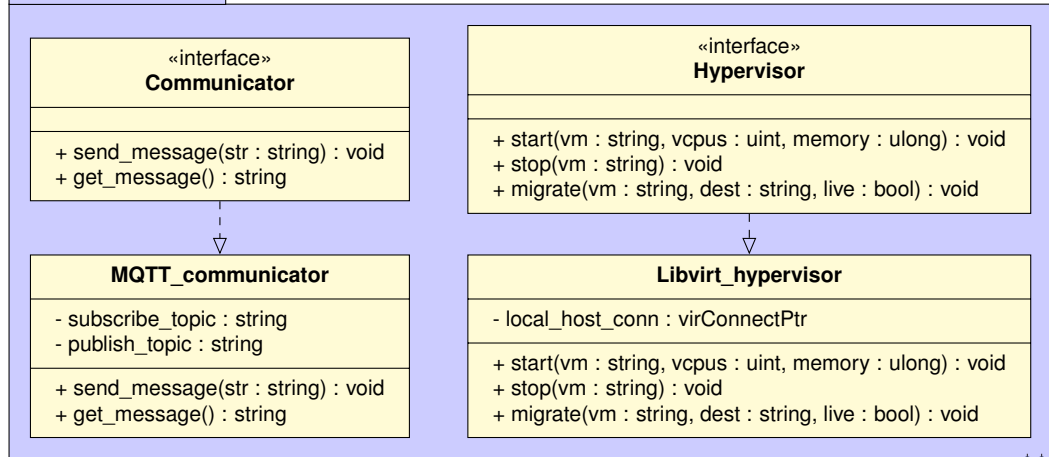 «interface»
Communicator
+ send_message(str : string) : void
+ get_message() : string
«interface»
Hypervisor
+ start(vm : string, vcpus : uint, memory : ulong) : void
+ stop(vm : string) : void
+ migrate(vm : string, dest : string, live : bool) : void
MQTT_communicator
- subscribe_topic : string
- publish_topic : string
+ send_message(str : string) : void
+ get_message() : string
Libvirt_hypervisor
- local_host_conn : virConnectPtr
+ start(vm : string, vcpus : uint, memory : ulong) : void
+ stop(vm : string) : void
+ migrate(vm : string, dest : string, live : bool) : void